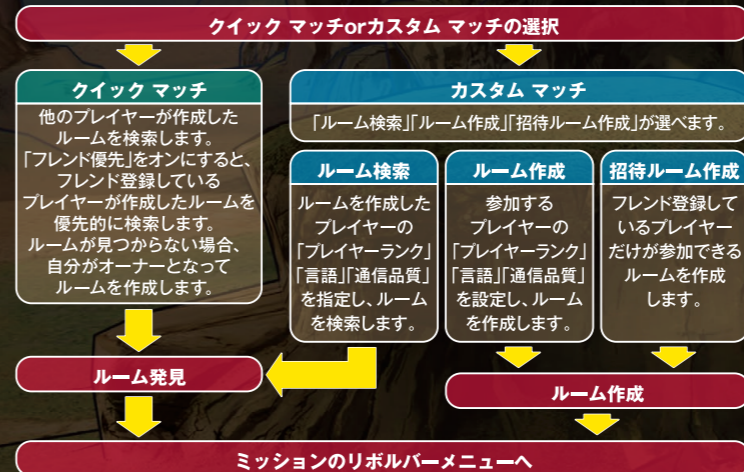 クイック マッチorカスタム マッチの選択
クイック マッチ
他のプレイヤーが作成した
ルームを検索します。
「フレンド優先」をオンにすると、
フレンド登録している
プレイヤーが作成したルームを
優先的に検索します。
ルームが見つからない場合、
自分がオーナーとなって
ルームを作成します。
カスタム マッチ
「ルーム検索」「ルーム作成」「招待ルーム作成」が選べます。
ルーム検索
ルームを作成した
プレイヤーの
「プレイヤーランク」
「言語」「通信品質」
を指定し、ルーム
を検索します。
ルーム作成
参加する
プレイヤーの
「プレイヤーランク」
「言語」「通信品質」
を設定し、ルーム
を作成します。
招待ルーム作成
フレンド登録して
いるプレイヤー
だけが参加できる
ルームを作成
します。
ルーム発見
ルーム作成
ミッションのリボルバーメニューへ